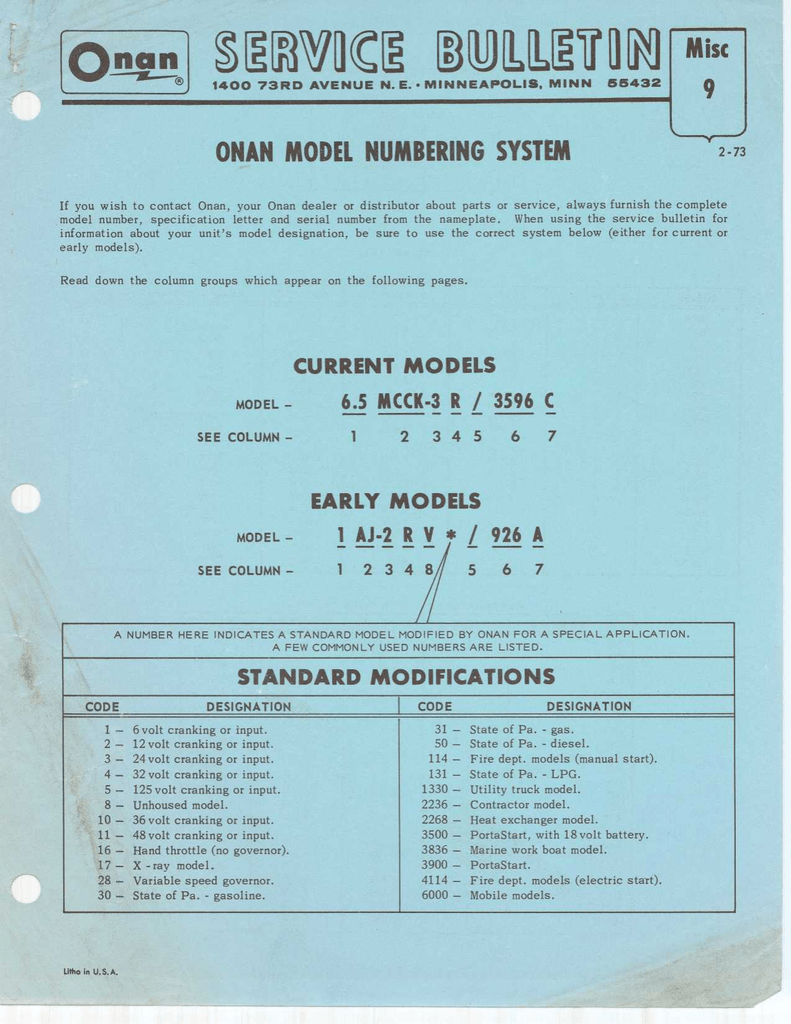 Onan ®
SERVICE BULLETIN
1400 73RD AVENUE N.E. • MINNEAPOLIS, MINN 55432
Misc
9
2-73
ONAN MODEL NUMBERING SYSTEM
If you wish to contact Onan, your Onan dealer or distributor about parts or service, always furnish the complete
model number, specification letter and serial number from the nameplate. When using the service bulletin for
information about your unit's model designation, be sure to use the correct system below (either for current or
early models).
Read down the column groups which appear on the following pages.
CURRENT MODELS
MODEL – 6.5 MCCK-3 R / 3596 C
SEE COLUMN – 1 2 3 4 5 6 7
EARLY MODELS
MODEL – 1 AJ-2 R V * / 926 A
SEE COLUMN – 1 2 3 4 8 5 6 7
A NUMBER HERE INDICATES A STANDARD MODEL MODIFIED BY ONAN FOR A SPECIAL APPLICATION.
A FEW COMMONLY USED NUMBERS ARE LISTED.
STANDARD MODIFICATIONS
CODE DESIGNATION
1 – 6 volt cranking or input.
2 – 12 volt cranking or input.
3 – 24 volt cranking or input.
4 – 32 volt cranking or input.
5 – 125 volt cranking or input.
8 – Unhoused model.
10 – 36 volt cranking or input.
11 – 48 volt cranking or input.
16 – Hand throttle (no governor).
17 – X - ray model.
28 – Variable speed governor.
30 – State of Pa. - gasoline.
CODE DESIGNATION
31 – State of Pa. - gas.
50 – State of Pa. - diesel.
114 – Fire dept. models (manual start).
131 – State of Pa. - LPG.
1330 – Utility truck model.
2236 – Contractor model.
2268 – Heat exchanger model.
3500 – PortaStart, with 18 volt battery.
3836 – Marine work boat model.
3900 – PortaStart.
4114 – Fire dept. models (electric start).
6000 – Mobile models.
Litho in U.S.A.